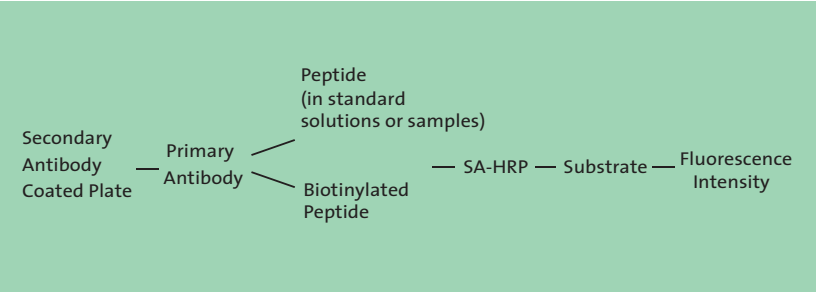 Secondary
Antibody
Coated Plate
Primary
Antibody
Peptide
(in standard
solutions or samples)
Biotinylated
Peptide
SA-HRP
Substrate
Fluorescence
Intensity